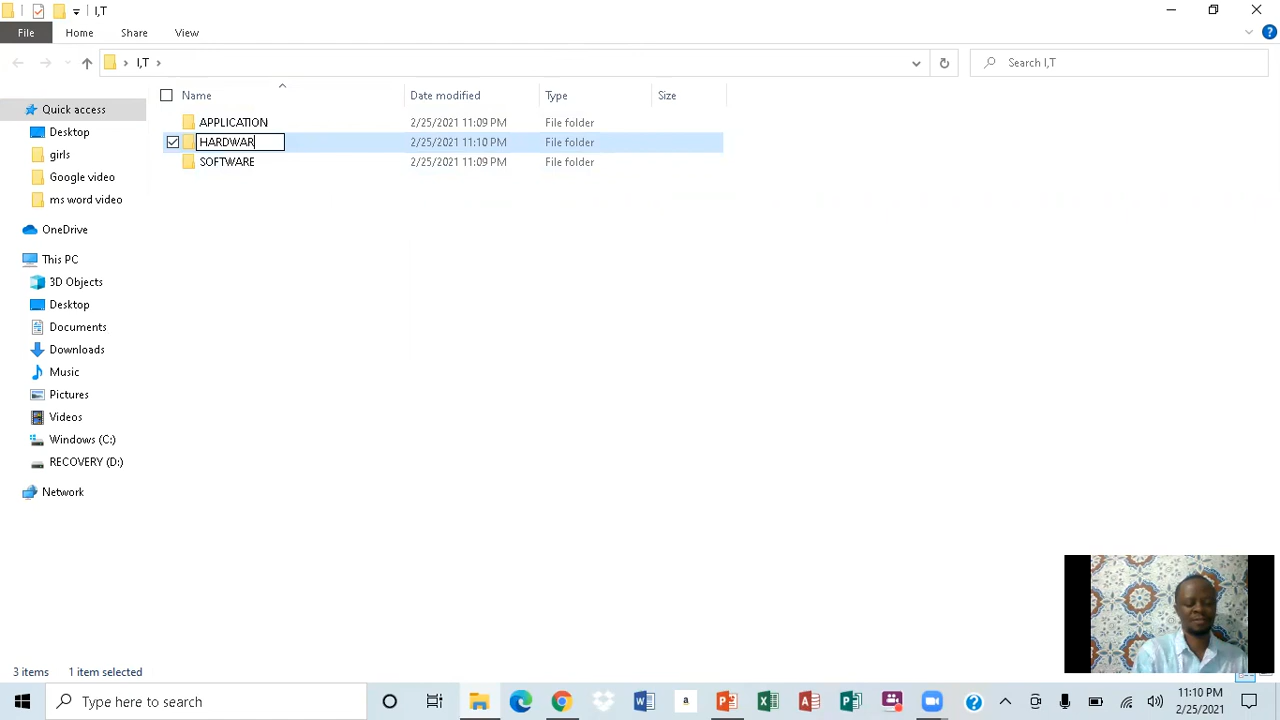 I,T
File Home Share View
I,T
Search I,T
Name Date modified Type Size
Quick access
Desktop
girls
Google video
ms word video
OneDrive
This PC
3D Objects
Desktop
Documents
Downloads
Music
Pictures
Videos
Windows (C:)
RECOVERY (D:)
Network
APPLICATION 2/25/2021 11:09 PM File folder
HARDWAR 2/25/2021 11:10 PM File folder
SOFTWARE 2/25/2021 11:09 PM File folder
3 items 1 item selected
Type here to search
11:10 PM
2/25/2021